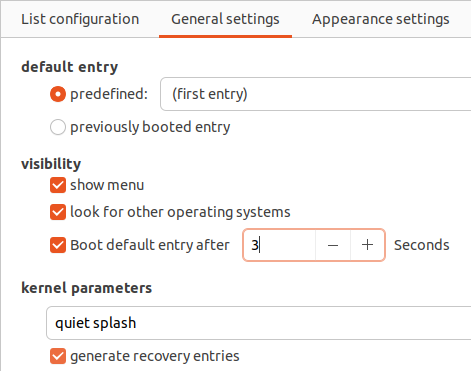 List configuration General settings Appearance settings
default entry
predefined: (first entry)
previously booted entry
visibility
show menu
look for other operating systems
Boot default entry after 3 Seconds
kernel parameters
quiet splash
generate recovery entries